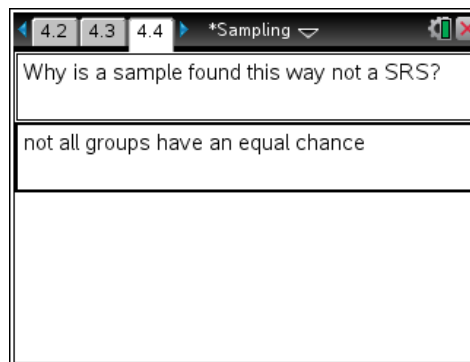 4.2 4.3 4.4 *Sampling
Why is a sample found this way not a SRS?
not all groups have an equal chance